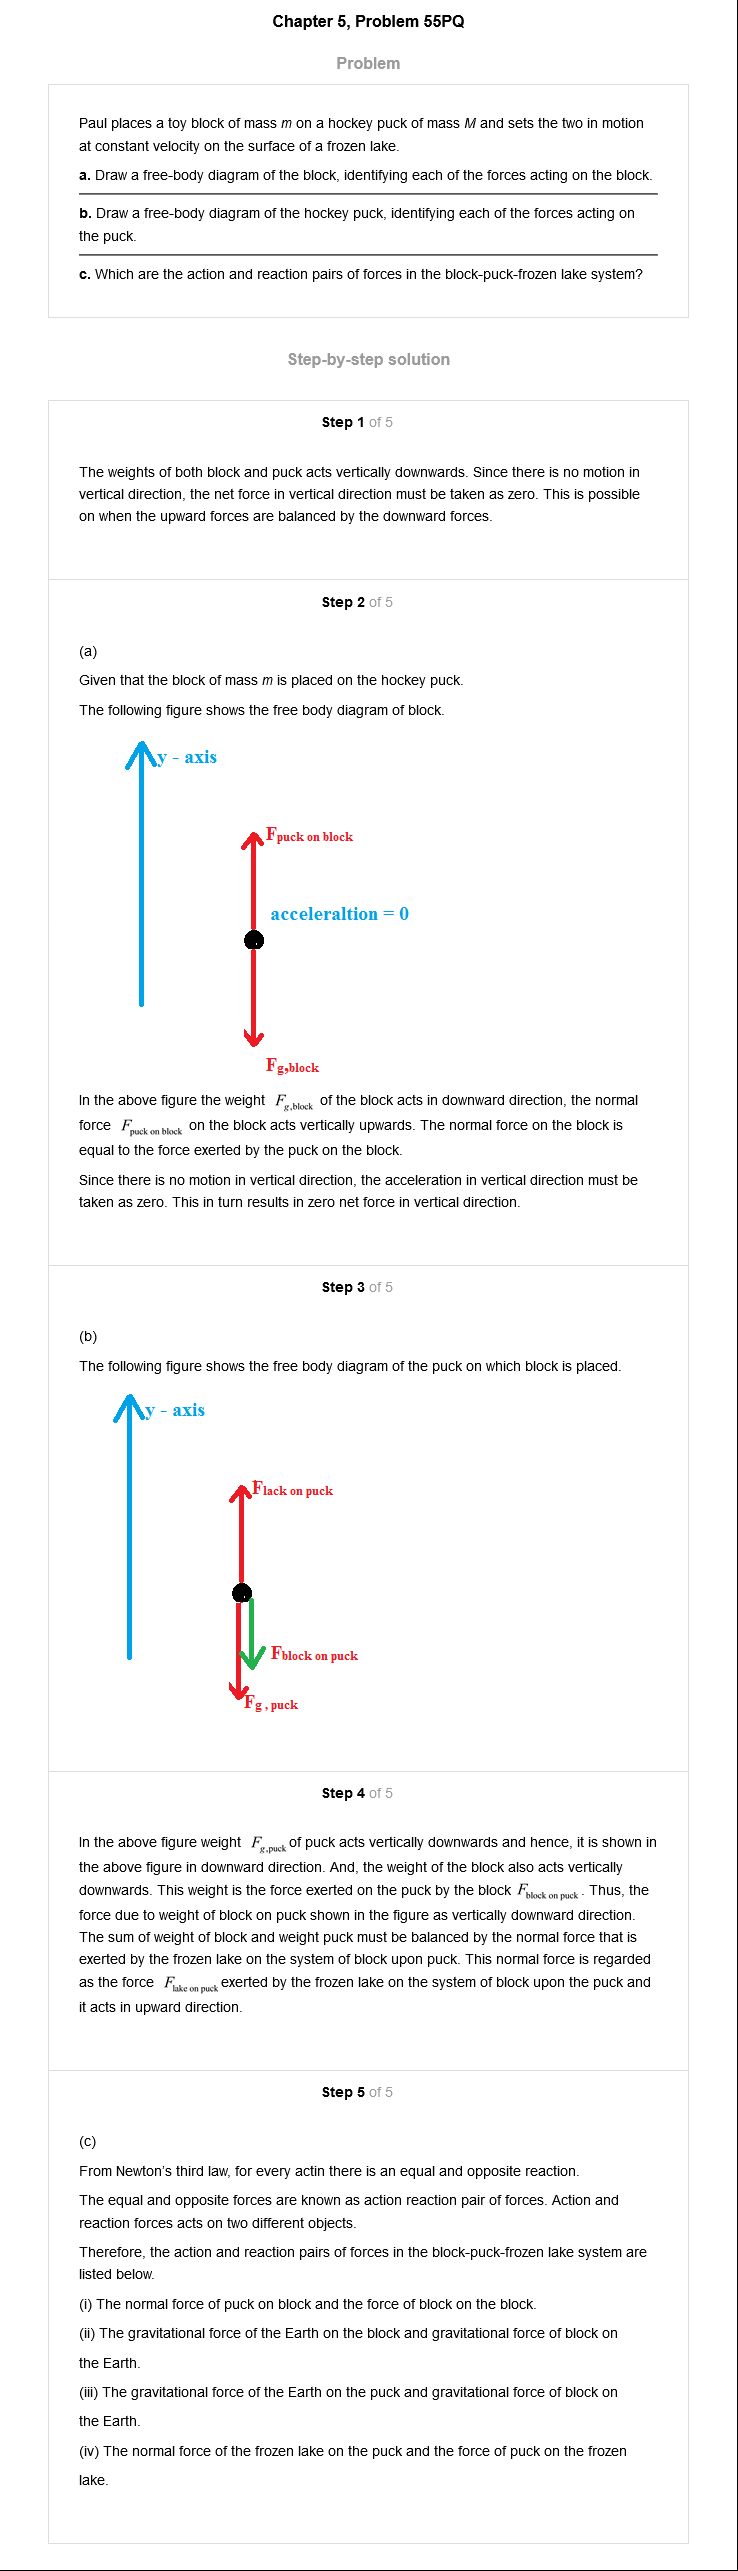 Chapter 5, Problem 55PQ
Problem
Paul places a toy block of mass m on a hockey puck of mass M and sets the two in motion
at constant velocity on the surface of a frozen lake.
a. Draw a free-body diagram of the block, identifying each of the forces acting on the block.
b. Draw a free-body diagram of the hockey puck, identifying each of the forces acting on
the puck.
c. Which are the action and reaction pairs of forces in the block-puck-frozen lake system?
Step-by-step solution
Step 1 of 5
The weights of both block and puck acts vertically downwards. Since there is no motion in
vertical direction, the net force in vertical direction must be taken as zero. This is possible
on when the upward forces are balanced by the downward forces.
Step 2 of 5
(a)
Given that the block of mass m is placed on the hockey puck.
The following figure shows the free body diagram of block.
y - axis
Fpuck on block
acceleraltion = 0
Fg,block
In the above figure the weight Fg,block of the block acts in downward direction, the normal
force Fpuck on block on the block acts vertically upwards. The normal force on the block is
equal to the force exerted by the puck on the block.
Since there is no motion in vertical direction, the acceleration in vertical direction must be
taken as zero. This in turn results in zero net force in vertical direction.
Step 3 of 5
(b)
The following figure shows the free body diagram of the puck on which block is placed.
y - axis
Flack on puck
Fblock on puck
Fg , puck
Step 4 of 5
In the above figure weight Fg,puck of puck acts vertically downwards and hence, it is shown in
the above figure in downward direction. And, the weight of the block also acts vertically
downwards. This weight is the force exerted on the puck by the block Fblock on puck . Thus, the
force due to weight of block on puck shown in the figure as vertically downward direction.
The sum of weight of block and weight puck must be balanced by the normal force that is
exerted by the frozen lake on the system of block upon puck. This normal force is regarded
as the force Flake on puck exerted by the frozen lake on the system of block upon the puck and
it acts in upward direction.
Step 5 of 5
(c)
From Newton's third law, for every actin there is an equal and opposite reaction.
The equal and opposite forces are known as action reaction pair of forces. Action and
reaction forces acts on two different objects.
Therefore, the action and reaction pairs of forces in the block-puck-frozen lake system are
listed below.
(i) The normal force of puck on block and the force of block on the block.
(ii) The gravitational force of the Earth on the block and gravitational force of block on
the Earth.
(iii) The gravitational force of the Earth on the puck and gravitational force of block on
the Earth.
(iv) The normal force of the frozen lake on the puck and the force of puck on the frozen
lake.